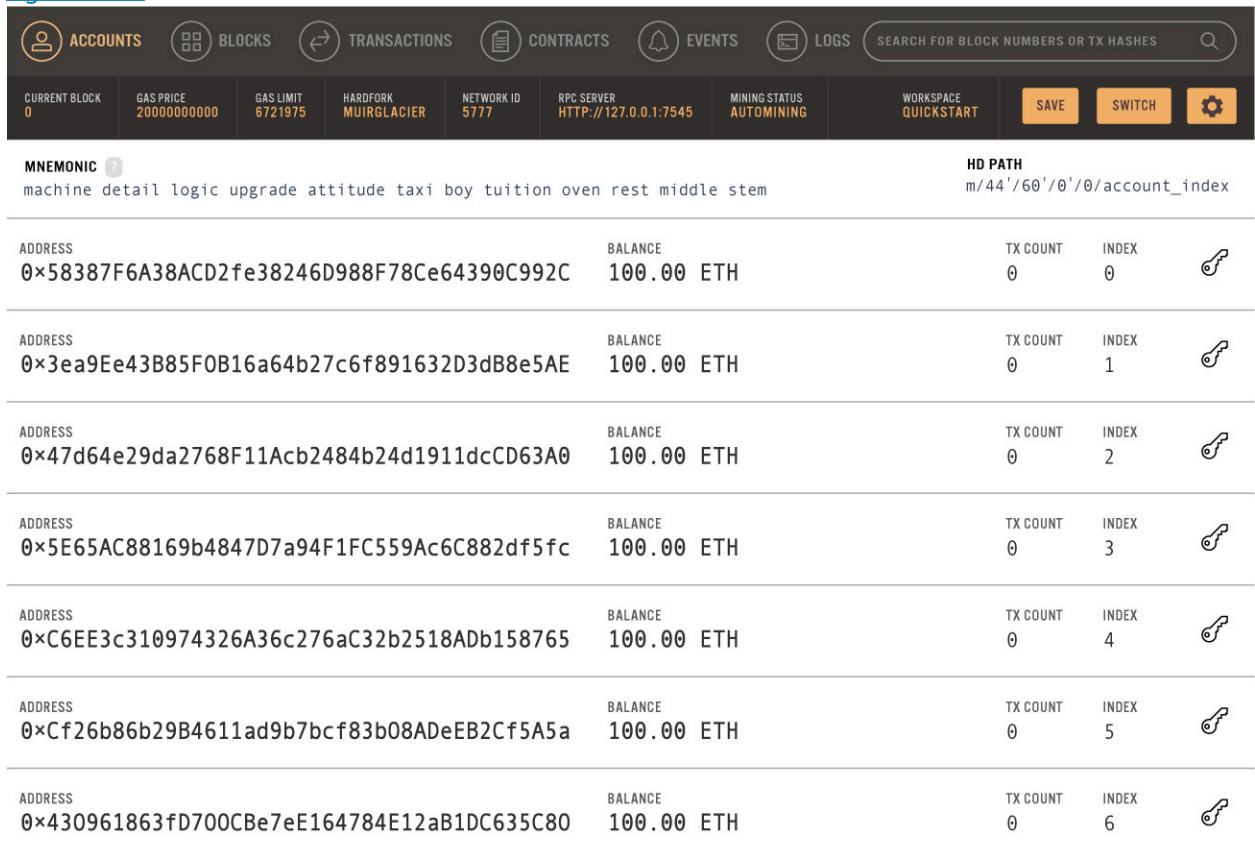 ACCOUNTS BLOCKS TRANSACTIONS CONTRACTS EVENTS LOGS SEARCH FOR BLOCK NUMBERS OR TX HASHES
CURRENT BLOCK GAS PRICE GAS LIMIT HARDFORK NETWORK ID RPC SERVER MINING STATUS WORKSPACE
0 20000000000 6721975 MUIRGLACIER 5777 HTTP://127.0.0.1:7545 AUTOMINING QUICKSTART SAVE SWITCH
MNEMONIC ? HD PATH
machine detail logic upgrade attitude taxi boy tuition oven rest middle stem m/44'/60'/0'/0/account_index
ADDRESS BALANCE TX COUNT INDEX
0×58387F6A38ACD2fe38246D988F78Ce64390C992C 100.00 ETH 0 0
ADDRESS BALANCE TX COUNT INDEX
0×3ea9Ee43B85F0B16a64b27c6f891632D3dB8e5AE 100.00 ETH 0 1
ADDRESS BALANCE TX COUNT INDEX
0×47d64e29da2768F11Acb2484b24d1911dcCD63A0 100.00 ETH 0 2
ADDRESS BALANCE TX COUNT INDEX
0×5E65AC88169b4847D7a94F1FC559Ac6C882df5fc 100.00 ETH 0 3
ADDRESS BALANCE TX COUNT INDEX
0×C6EE3c310974326A36c276aC32b2518ADb158765 100.00 ETH 0 4
ADDRESS BALANCE TX COUNT INDEX
0×Cf26b86b29B4611ad9b7bcf83b08ADeEB2Cf5A5a 100.00 ETH 0 5
ADDRESS BALANCE TX COUNT INDEX
0×430961863fD700CBe7eE164784E12aB1DC635C80 100.00 ETH 0 6